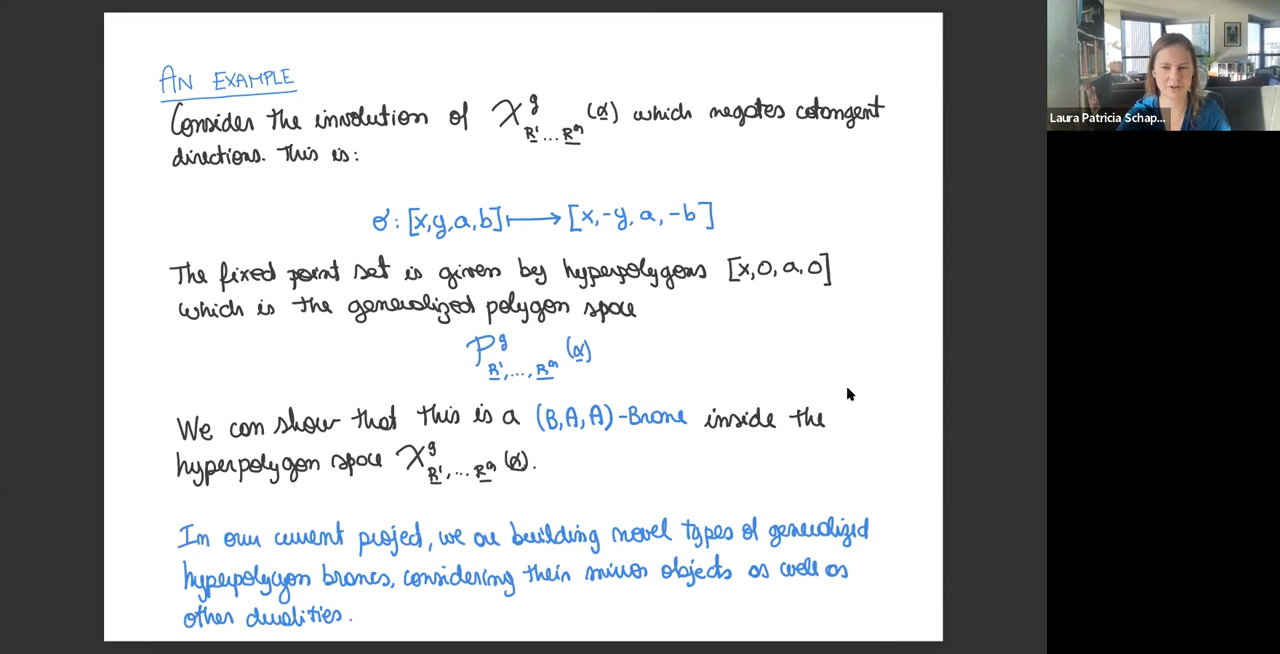 AN EXAMPLE
Consider the involution of X^g_{R^1...R^n}(α) which negates cotangent
directions. This is:
σ: [x,y,a,b] ⟼ [x,-y,a,-b]
The fixed point set is given by hyperpolygons [x,0,a,0]
which is the generalized polygon space
P^g_{R^1,...,R^n}(α)
We can show that this is a (B,A,A)-Brane inside the
hyperpolygon space X^g_{R^1,...R^n}(α).
In our current project, we are building novel types of generalized
hyperpolygon branes, considering their mirror objects as well as
other dualities.
Laura Patricia Schap...